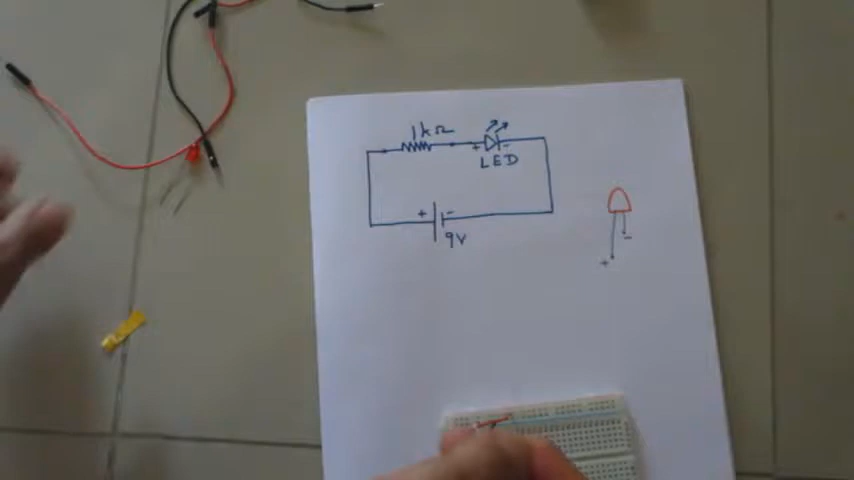 1kΩ
+ -
LED
+ -
9V
-
+